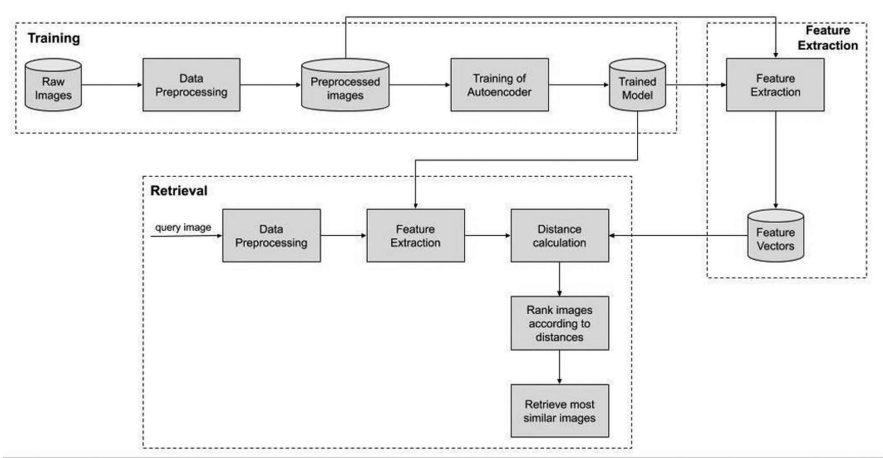 Training
Raw
Images
Data
Preprocessing
Preprocessed
images
Training of
Autoencoder
Trained
Model
Feature
Extraction
Feature
Extraction
Feature
Vectors
Retrieval
query image
Data
Preprocessing
Feature
Extraction
Distance
calculation
Rank images
according to
distances
Retrieve most
similar images